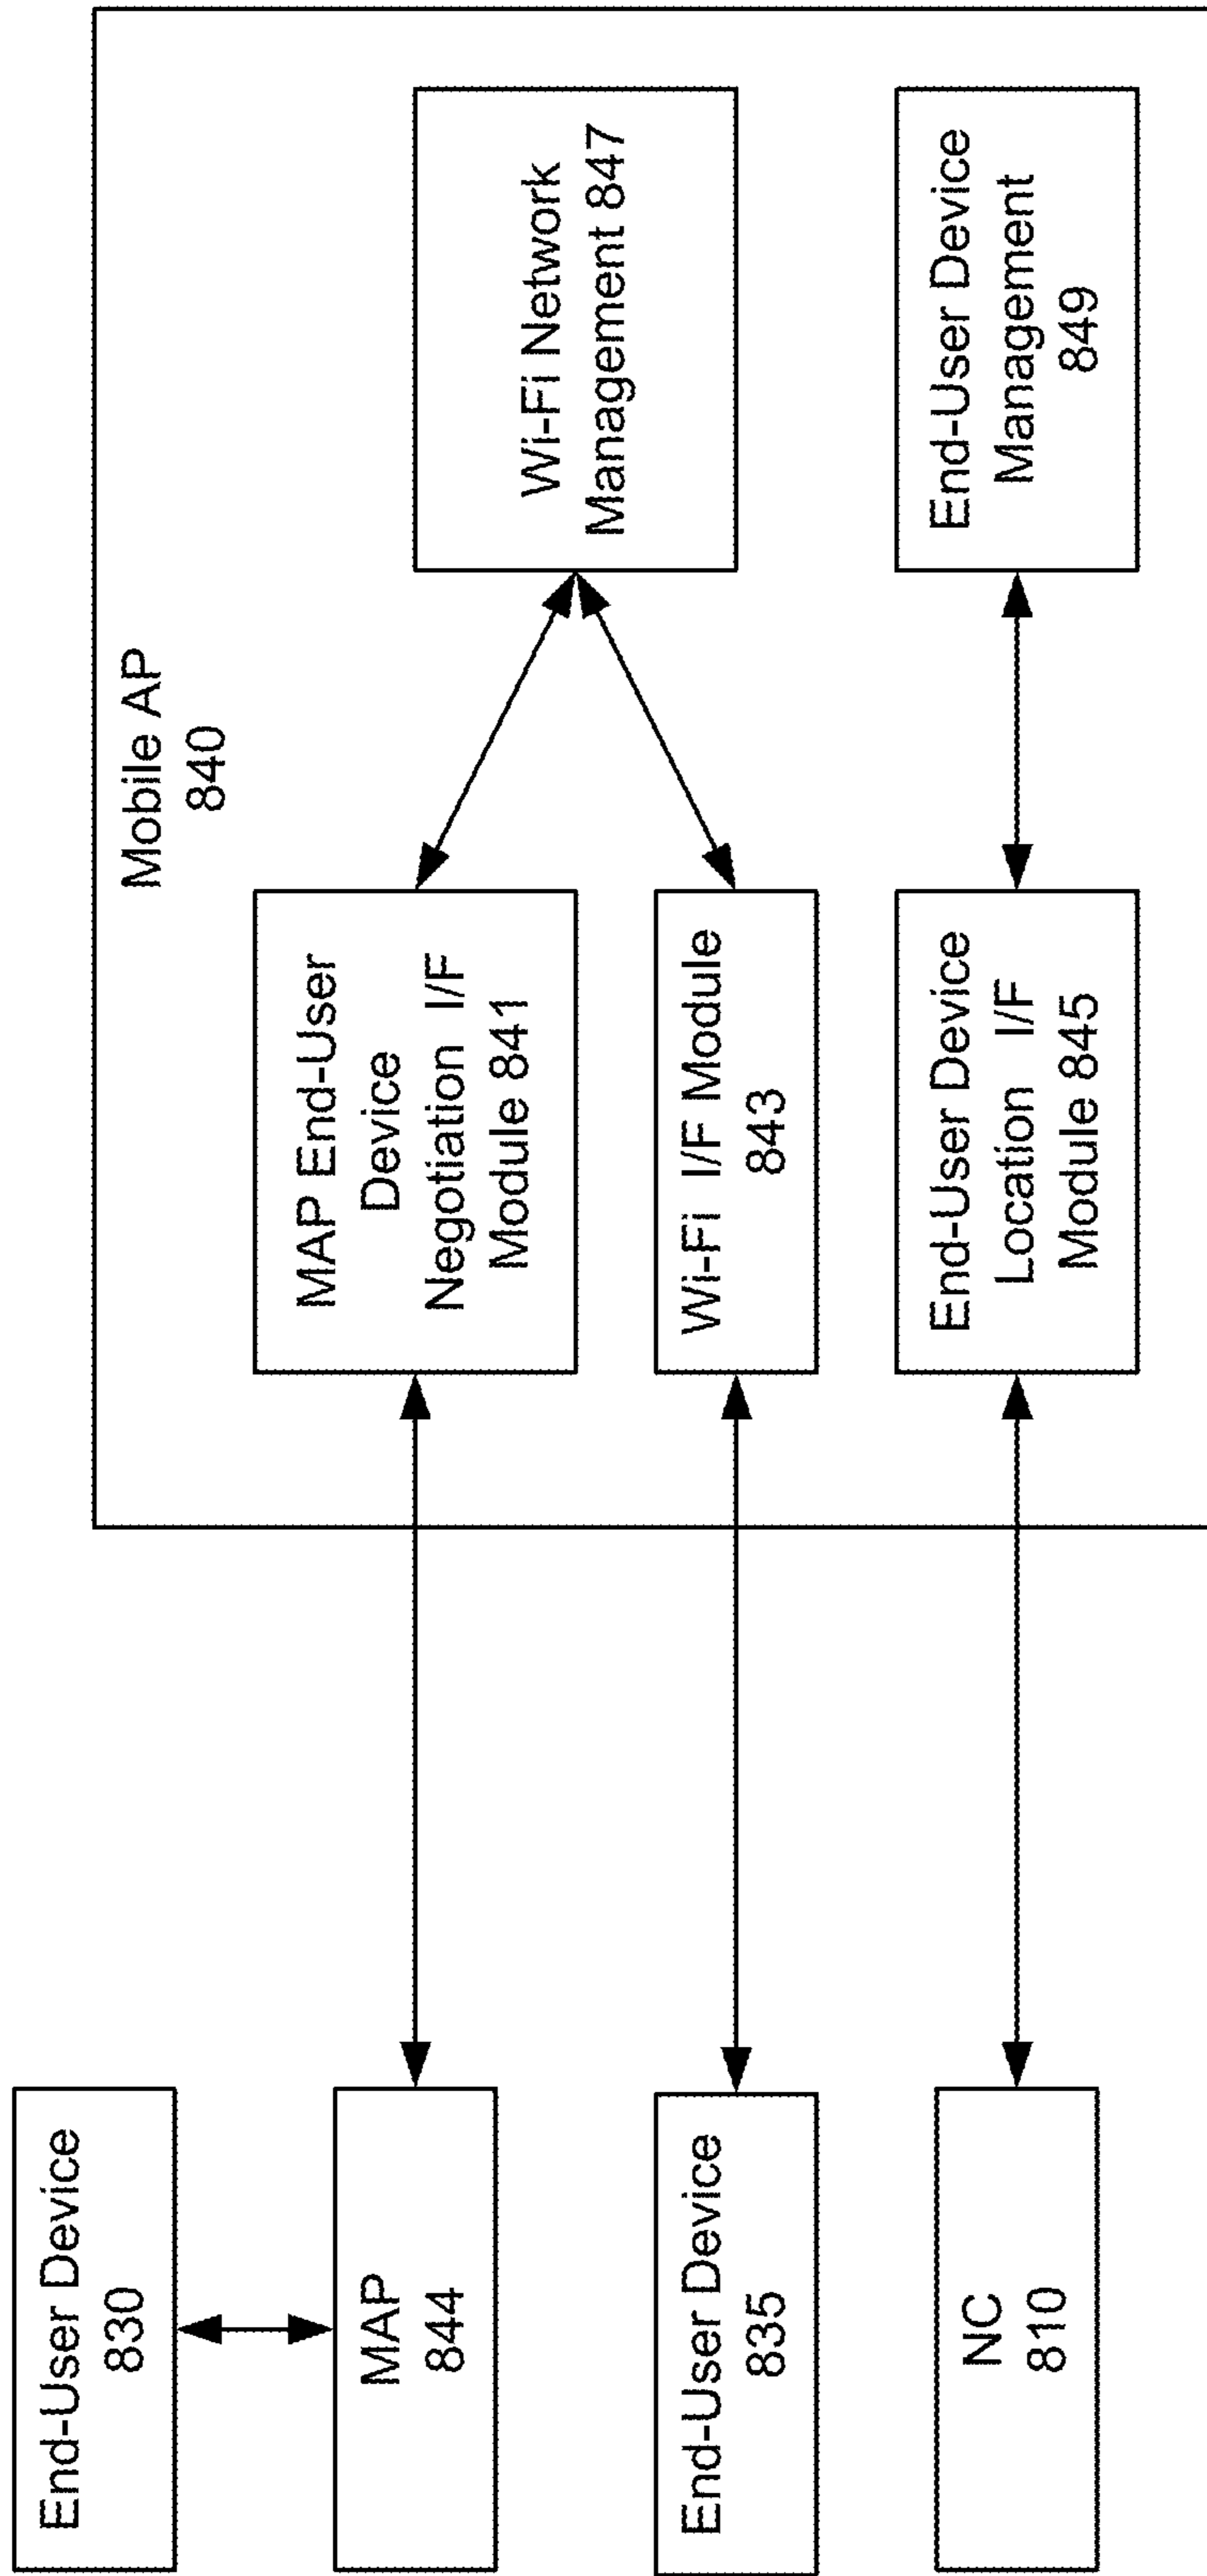 End-User Device
830
MAP
844
End-User Device
835
NC
810
Mobile AP
840
MAP End-User
Device
Negotiation I/F
Module 841
Wi-Fi I/F Module
843
End-User Device
Location I/F
Module 845
Wi-Fi Network
Management 847
End-User Device
Management
849